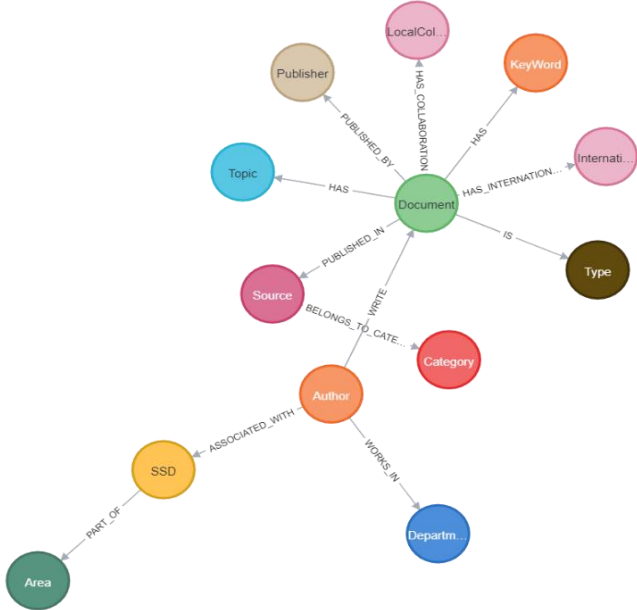 LocalCol...
KeyWord
Publisher
HAS_COLLABORATION
PUBLISHED_BY
HAS
Internati...
Topic
HAS
HAS_INTERNATION...
Document
IS
PUBLISHED_IN
Type
Source
WRITE
BELONGS_TO_CATE...
Category
Author
ASSOCIATED_WITH
SSD
WORKS_IN
PART_OF
Departm...
Area